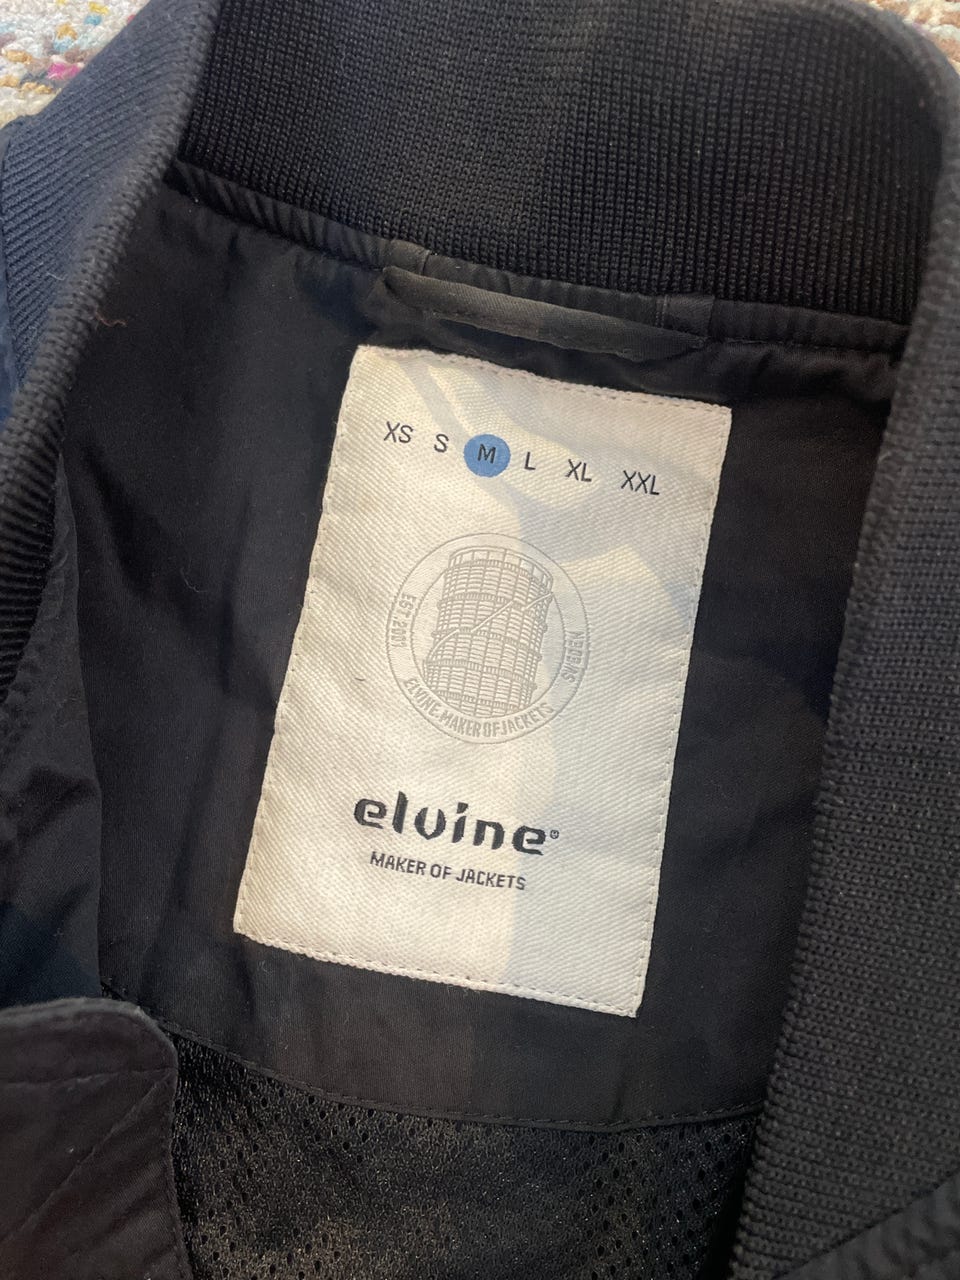 XS S M L XL XXL
EST. 2001
SWEDEN
ELVINE. MAKER OF JACKETS
elvine®
MAKER OF JACKETS